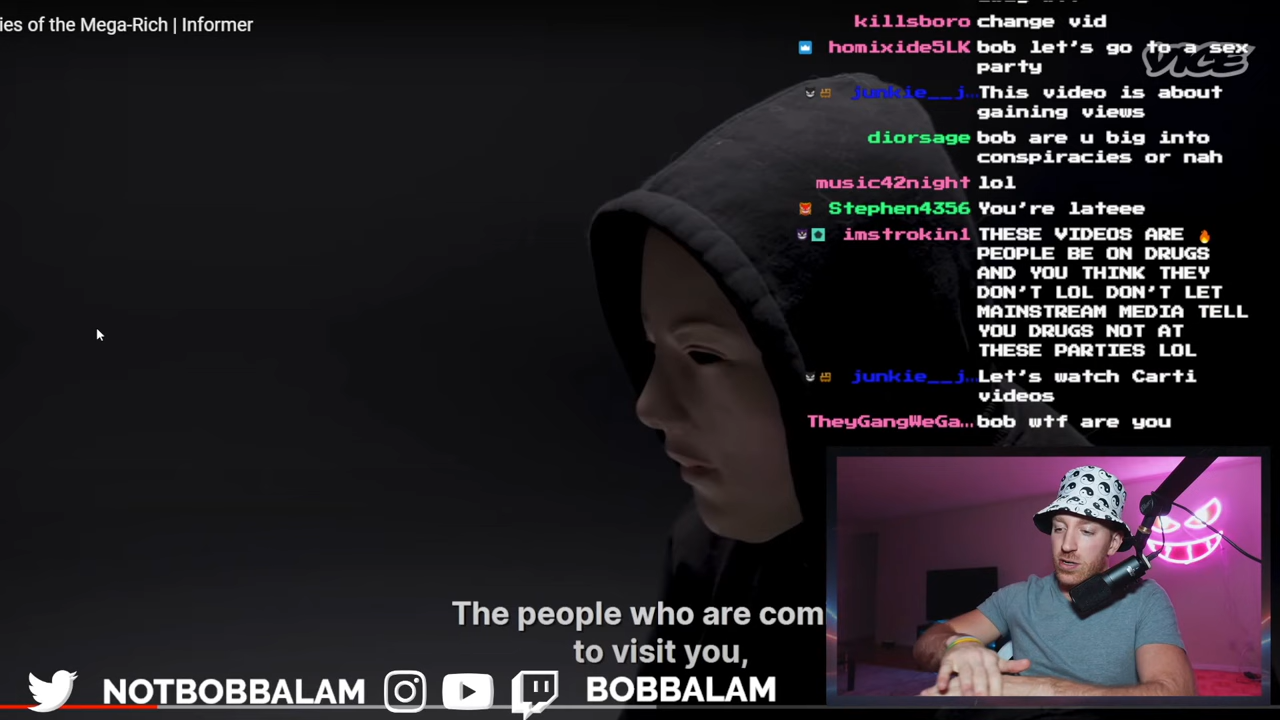 ies of the Mega-Rich | Informer
killsboro change vid
homixide5LK bob let's go to a sex
party
VICE
junkie__j... This video is about
gaining views
diorsage bob are u big into
conspiracies or nah
music42night lol
Stephen4356 You're lateee
imstrokin1 THESE VIDEOS ARE 🔥
PEOPLE BE ON DRUGS
AND YOU THINK THEY
DON'T LOL DON'T LET
MAINSTREAM MEDIA TELL
YOU DRUGS NOT AT
THESE PARTIES LOL
junkie__j... Let's watch Carti
videos
TheyGangWeGa... bob wtf are you
The people who are com
to visit you,
NOTBOBBALAM
BOBBALAM